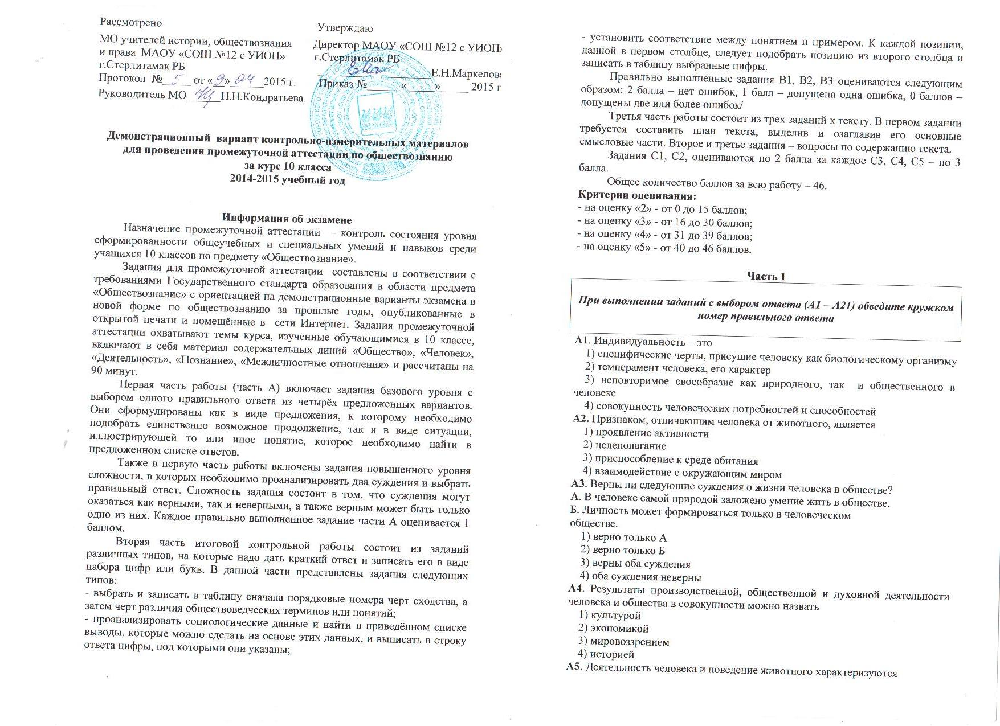 Рассмотрено
МО учителей истории, обществознания
и права МАОУ «СОШ №12 с УИОП»
г.Стерлитамак РБ
Протокол №_5_ от «9» 04 2015 г.
Руководитель МО______Н.Н.Кондратьева
Утверждаю
Директор МАОУ «СОШ №12 с УИОП»
г.Стерлитамак РБ
____________________Е.Н.Маркелова
Приказ №______«_____»_____ 2015 г
Демонстрационный вариант контрольно-измерительных материалов
для проведения промежуточной аттестации по обществознанию
за курс 10 класса
2014-2015 учебный год
Информация об экзамене
Назначение промежуточной аттестации – контроль состояния уровня
сформированности общеучебных и специальных умений и навыков среди
учащихся 10 классов по предмету «Обществознание».
Задания для промежуточной аттестации составлены в соответствии с
требованиями Государственного стандарта образования в области предмета
«Обществознание» с ориентацией на демонстрационные варианты экзамена в
новой форме по обществознанию за прошлые годы, опубликованные в
открытой печати и помещённые в сети Интернет. Задания промежуточной
аттестации охватывают темы курса, изученные обучающимися в 10 классе,
включают в себя материал содержательных линий «Общество», «Человек»,
«Деятельность», «Познание», «Межличностные отношения» и рассчитаны на
90 минут.
Первая часть работы (часть А) включает задания базового уровня с
выбором одного правильного ответа из четырёх предложенных вариантов.
Они сформулированы как в виде предложения, к которому необходимо
подобрать единственно возможное продолжение, так и в виде ситуации,
иллюстрирующей то или иное понятие, которое необходимо найти в
предложенном списке ответов.
Также в первую часть работы включены задания повышенного уровня
сложности, в которых необходимо проанализировать два суждения и выбрать
правильный ответ. Сложность задания состоит в том, что суждения могут
оказаться как верными, так и неверными, а также верным может быть только
одно из них. Каждое правильно выполненное задание части А оценивается 1
баллом.
Вторая часть итоговой контрольной работы состоит из заданий
различных типов, на которые надо дать краткий ответ и записать его в виде
набора цифр или букв. В данной части представлены задания следующих
типов:
- выбрать и записать в таблицу сначала порядковые номера черт сходства, а
затем черт различия обществоведческих терминов или понятий;
- проанализировать социологические данные и найти в приведённом списке
выводы, которые можно сделать на основе этих данных, и выписать в строку
ответа цифры, под которыми они указаны;
- установить соответствие между понятием и примером. К каждой позиции,
данной в первом столбце, следует подобрать позицию из второго столбца и
записать в таблицу выбранные цифры.
Правильно выполненные задания В1, В2, В3 оцениваются следующим
образом: 2 балла – нет ошибок, 1 балл – допущена одна ошибка, 0 баллов –
допущены две или более ошибок/
Третья часть работы состоит из трех заданий к тексту. В первом задании
требуется составить план текста, выделив и озаглавив его основные
смысловые части. Второе и третье задания – вопросы по содержанию текста.
Задания С1, С2, оцениваются по 2 балла за каждое С3, С4, С5 – по 3
балла.
Общее количество баллов за всю работу – 46.
Критерии оценивания:
- на оценку «2» - от 0 до 15 баллов;
- на оценку «3» - от 16 до 30 баллов;
- на оценку «4» - от 31 до 39 баллов;
- на оценку «5» - от 40 до 46 баллов.
Часть 1
При выполнении заданий с выбором ответа (А1 – А21) обведите кружком
номер правильного ответа
А1. Индивидуальность – это
1) специфические черты, присущие человеку как биологическому организму
2) темперамент человека, его характер
3) неповторимое своеобразие как природного, так и общественного в
человеке
4) совокупность человеческих потребностей и способностей
А2. Признаком, отличающим человека от животного, является
1) проявление активности
2) целеполагание
3) приспособление к среде обитания
4) взаимодействие с окружающим миром
А3. Верны ли следующие суждения о жизни человека в обществе?
А. В человеке самой природой заложено умение жить в обществе.
Б. Личность может формироваться только в человеческом
обществе.
1) верно только А
2) верно только Б
3) верны оба суждения
4) оба суждения неверны
А4. Результаты производственной, общественной и духовной деятельности
человека и общества в совокупности можно назвать
1) культурой
2) экономикой
3) мировоззрением
4) историей
А5. Деятельность человека и поведение животного характеризуются